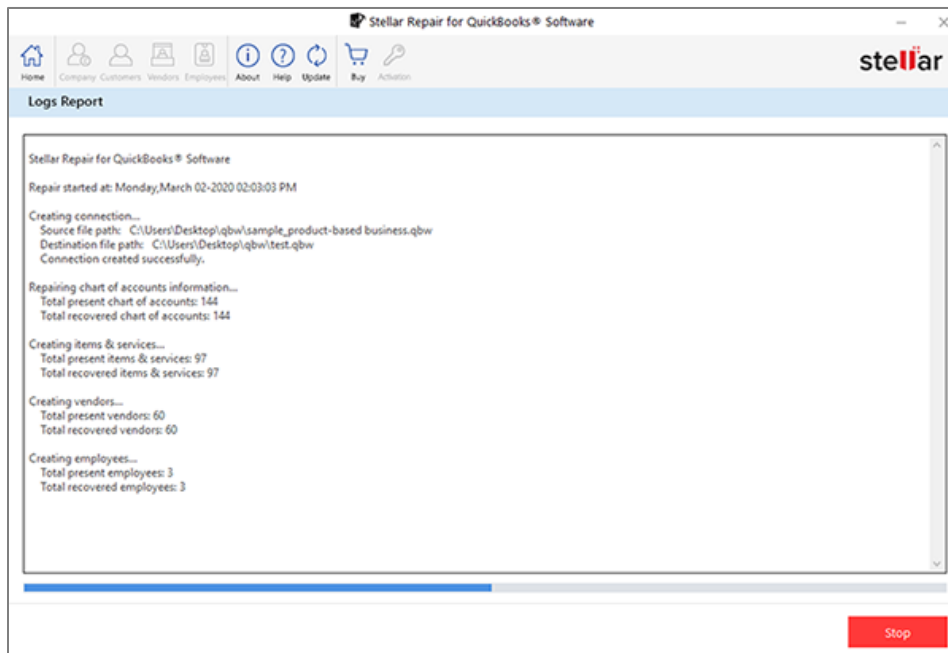 Stellar Repair for QuickBooks® Software
Home Company Customers Vendors Employees About Help Update Buy Activation
stellar
Logs Report
Stellar Repair for QuickBooks® Software
Repair started at: Monday,March 02-2020 02:03:03 PM
Creating connection...
Source file path: C:\Users\Desktop\qbw\sample_product-based business.qbw
Destination file path: C:\Users\Desktop\qbw\test.qbw
Connection created successfully.
Repairing chart of accounts information...
Total present chart of accounts: 144
Total recovered chart of accounts: 144
Creating items & services...
Total present items & services: 97
Total recovered items & services: 97
Creating vendors...
Total present vendors: 60
Total recovered vendors: 60
Creating employees...
Total present employees: 3
Total recovered employees: 3
Stop